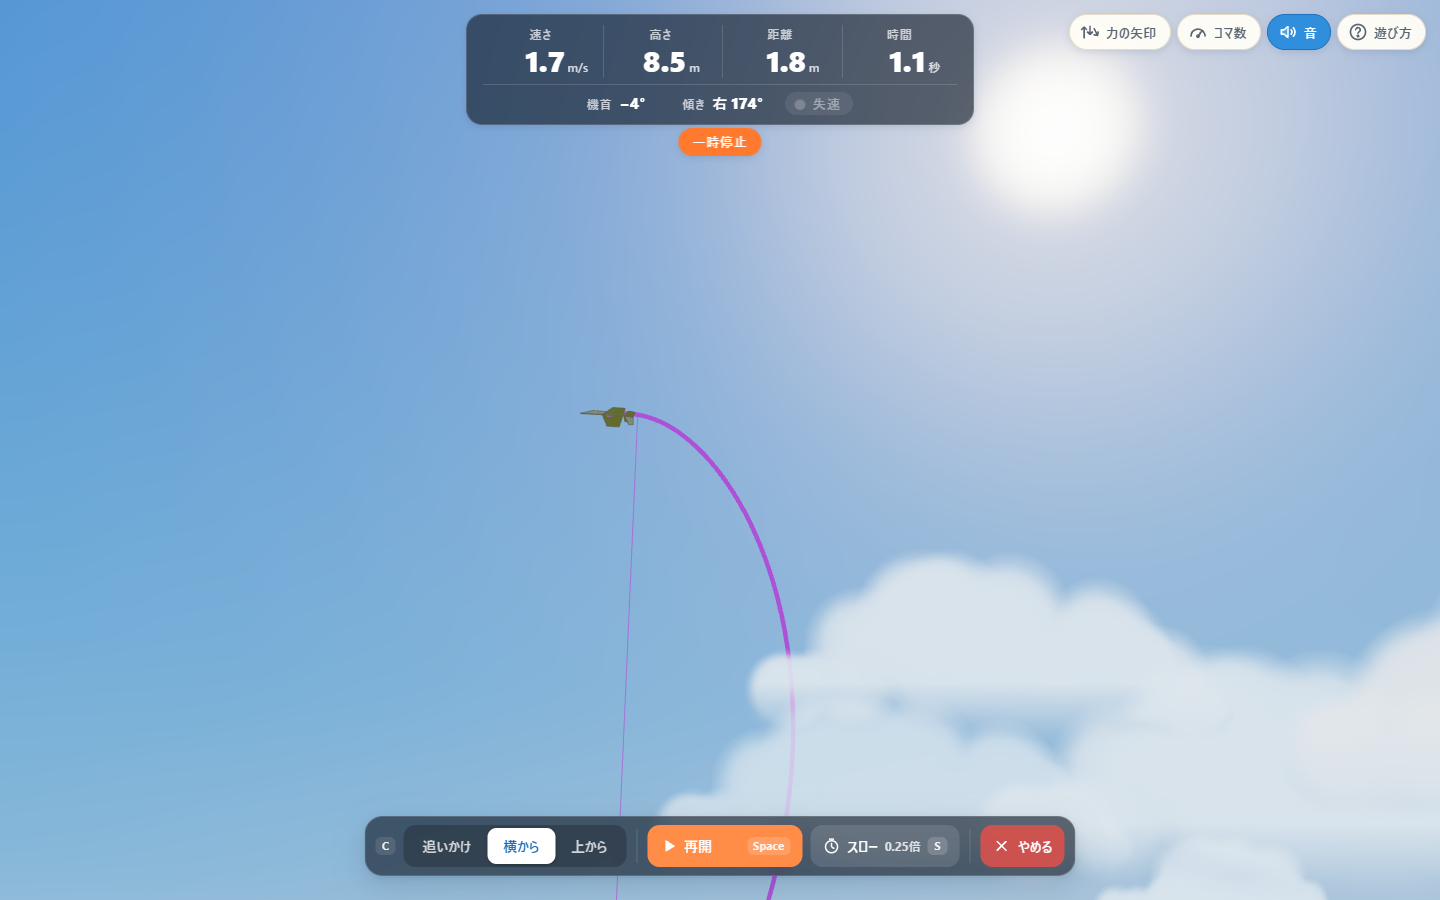 速さ 高さ 距離 時間
1.7 m/s 8.5 m 1.8 m 1.1 秒
機首 −4° 傾き 右 174° 失速
一時停止
力の矢印 コマ数 音 遊び方
C 追いかけ 横から 上から 再開 Space スロー 0.25倍 S やめる